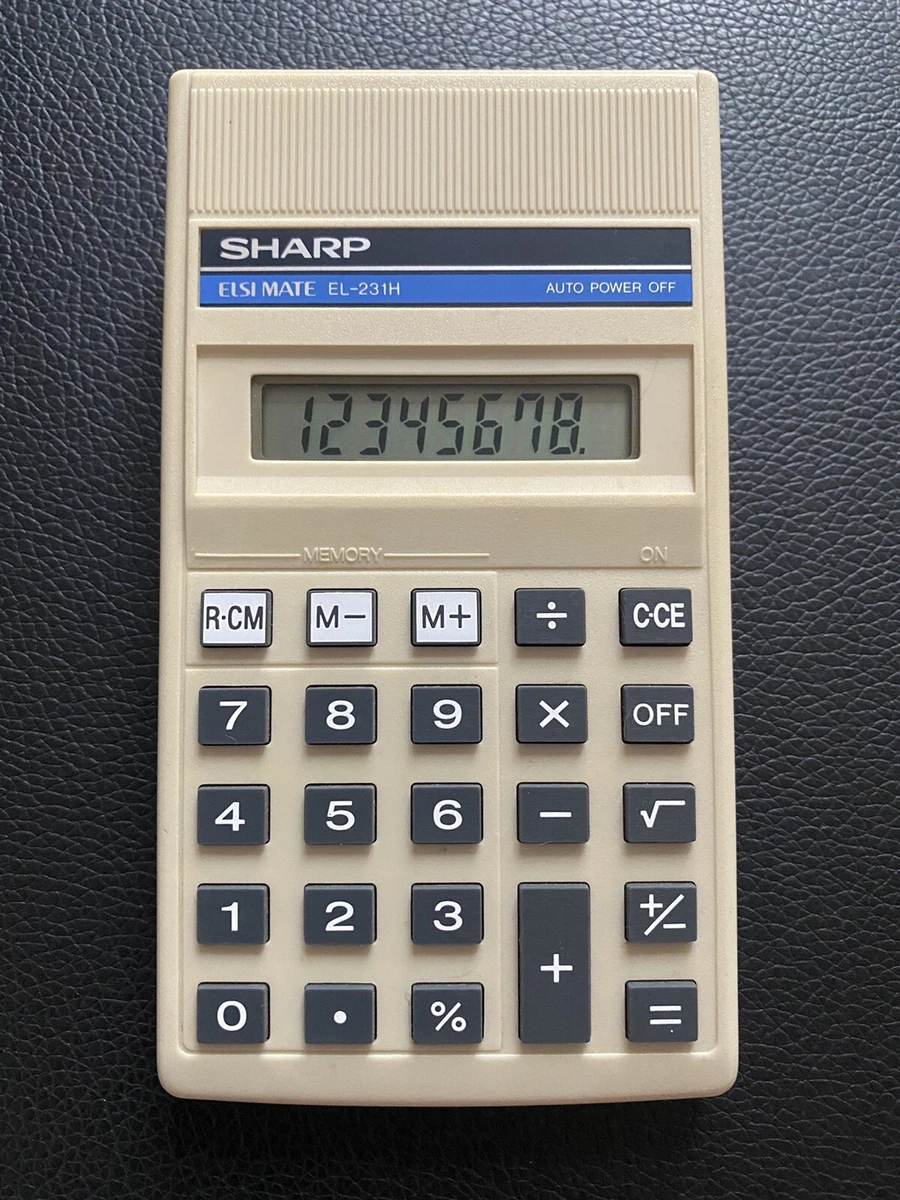 SHARP
ELSI MATE EL-231H AUTO POWER OFF
12345678.
MEMORY ON
R·CM M− M+ ÷ C·CE
7 8 9 × OFF
4 5 6 − √
1 2 3 + +/−
0 · % =